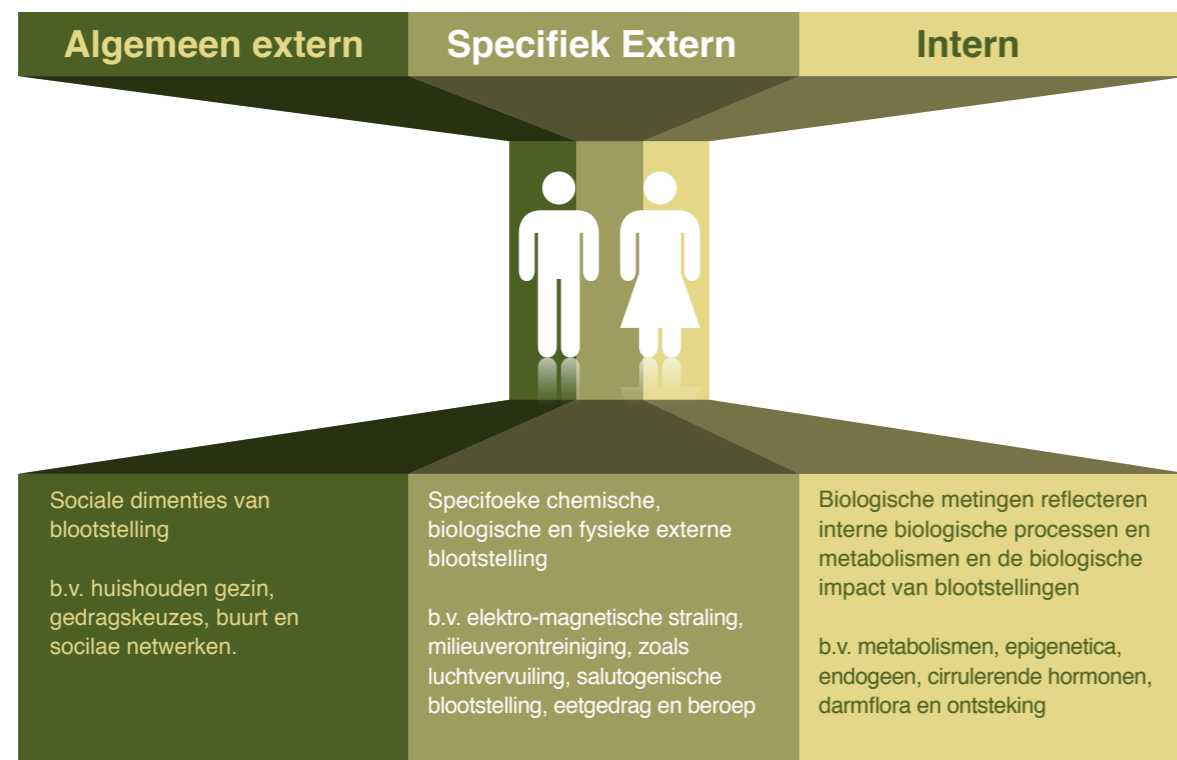 Algemeen extern
Specifiek Extern
Intern
Sociale dimenties van
blootstelling
b.v. huishouden gezin,
gedragskeuzes, buurt en
socilae netwerken.
Specifoeke chemische,
biologische en fysieke externe
blootstelling
b.v. elektro-magnetische straling,
milieuverontreiniging, zoals
luchtvervuiling, salutogenische
blootstelling, eetgedrag en beroep
Biologische metingen reflecteren
interne biologische processen en
metabolismen en de biologische
impact van blootstellingen
b.v. metabolismen, epigenetica,
endogeen, cirrulerende hormonen,
darmflora en ontsteking